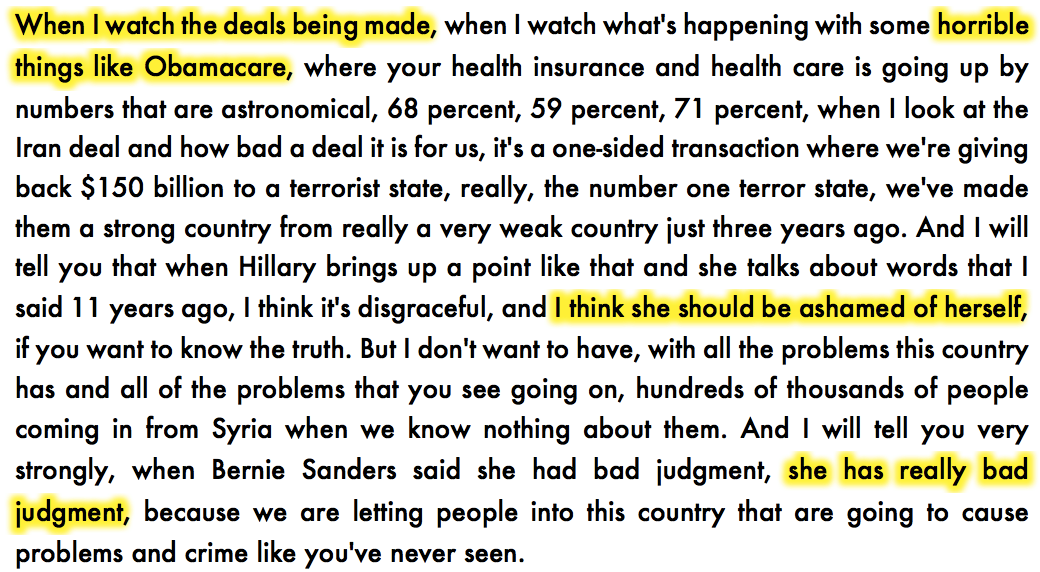 When I watch the deals being made, when I watch what's happening with some horrible
things like Obamacare, where your health insurance and health care is going up by
numbers that are astronomical, 68 percent, 59 percent, 71 percent, when I look at the
Iran deal and how bad a deal it is for us, it's a one-sided transaction where we're giving
back $150 billion to a terrorist state, really, the number one terror state, we've made
them a strong country from really a very weak country just three years ago. And I will
tell you that when Hillary brings up a point like that and she talks about words that I
said 11 years ago, I think it's disgraceful, and I think she should be ashamed of herself,
if you want to know the truth. But I don't want to have, with all the problems this country
has and all of the problems that you see going on, hundreds of thousands of people
coming in from Syria when we know nothing about them. And I will tell you very
strongly, when Bernie Sanders said she had bad judgment, she has really bad
judgment, because we are letting people into this country that are going to cause
problems and crime like you've never seen.